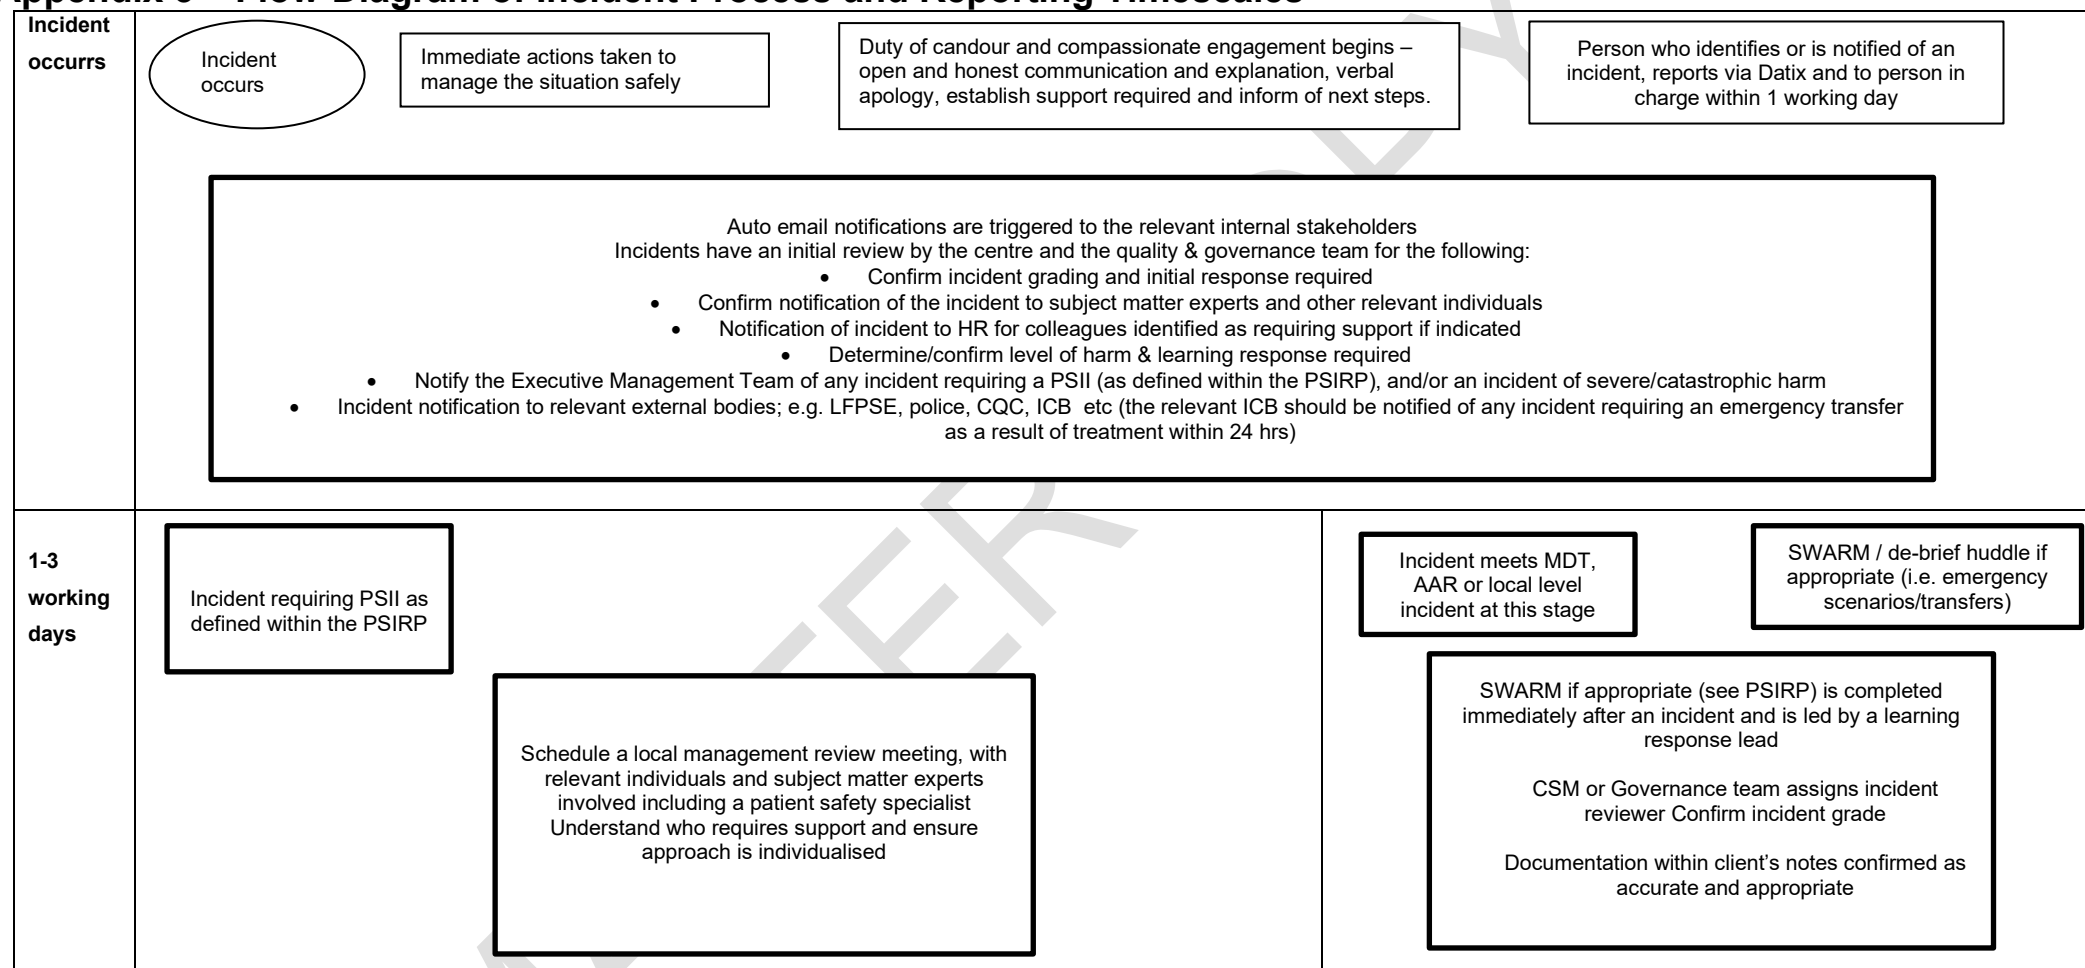 Incident
occurrs
Incident
occurs
Immediate actions taken to
manage the situation safely
Duty of candour and compassionate engagement begins –
open and honest communication and explanation, verbal
apology, establish support required and inform of next steps.
Person who identifies or is notified of an
incident, reports via Datix and to person in
charge within 1 working day
Auto email notifications are triggered to the relevant internal stakeholders
Incidents have an initial review by the centre and the quality & governance team for the following:
• Confirm incident grading and initial response required
• Confirm notification of the incident to subject matter experts and other relevant individuals
• Notification of incident to HR for colleagues identified as requiring support if indicated
• Determine/confirm level of harm & learning response required
• Notify the Executive Management Team of any incident requiring a PSII (as defined within the PSIRP), and/or an incident of severe/catastrophic harm
• Incident notification to relevant external bodies; e.g. LFPSE, police, CQC, ICB etc (the relevant ICB should be notified of any incident requiring an emergency transfer
as a result of treatment within 24 hrs)
1-3
working
days
Incident requiring PSII as
defined within the PSIRP
Schedule a local management review meeting, with
relevant individuals and subject matter experts
involved including a patient safety specialist
Understand who requires support and ensure
approach is individualised
Incident meets MDT,
AAR or local level
incident at this stage
SWARM / de-brief huddle if
appropriate (i.e. emergency
scenarios/transfers)
SWARM if appropriate (see PSIRP) is completed
immediately after an incident and is led by a learning
response lead
CSM or Governance team assigns incident
reviewer Confirm incident grade
Documentation within client's notes confirmed as
accurate and appropriate